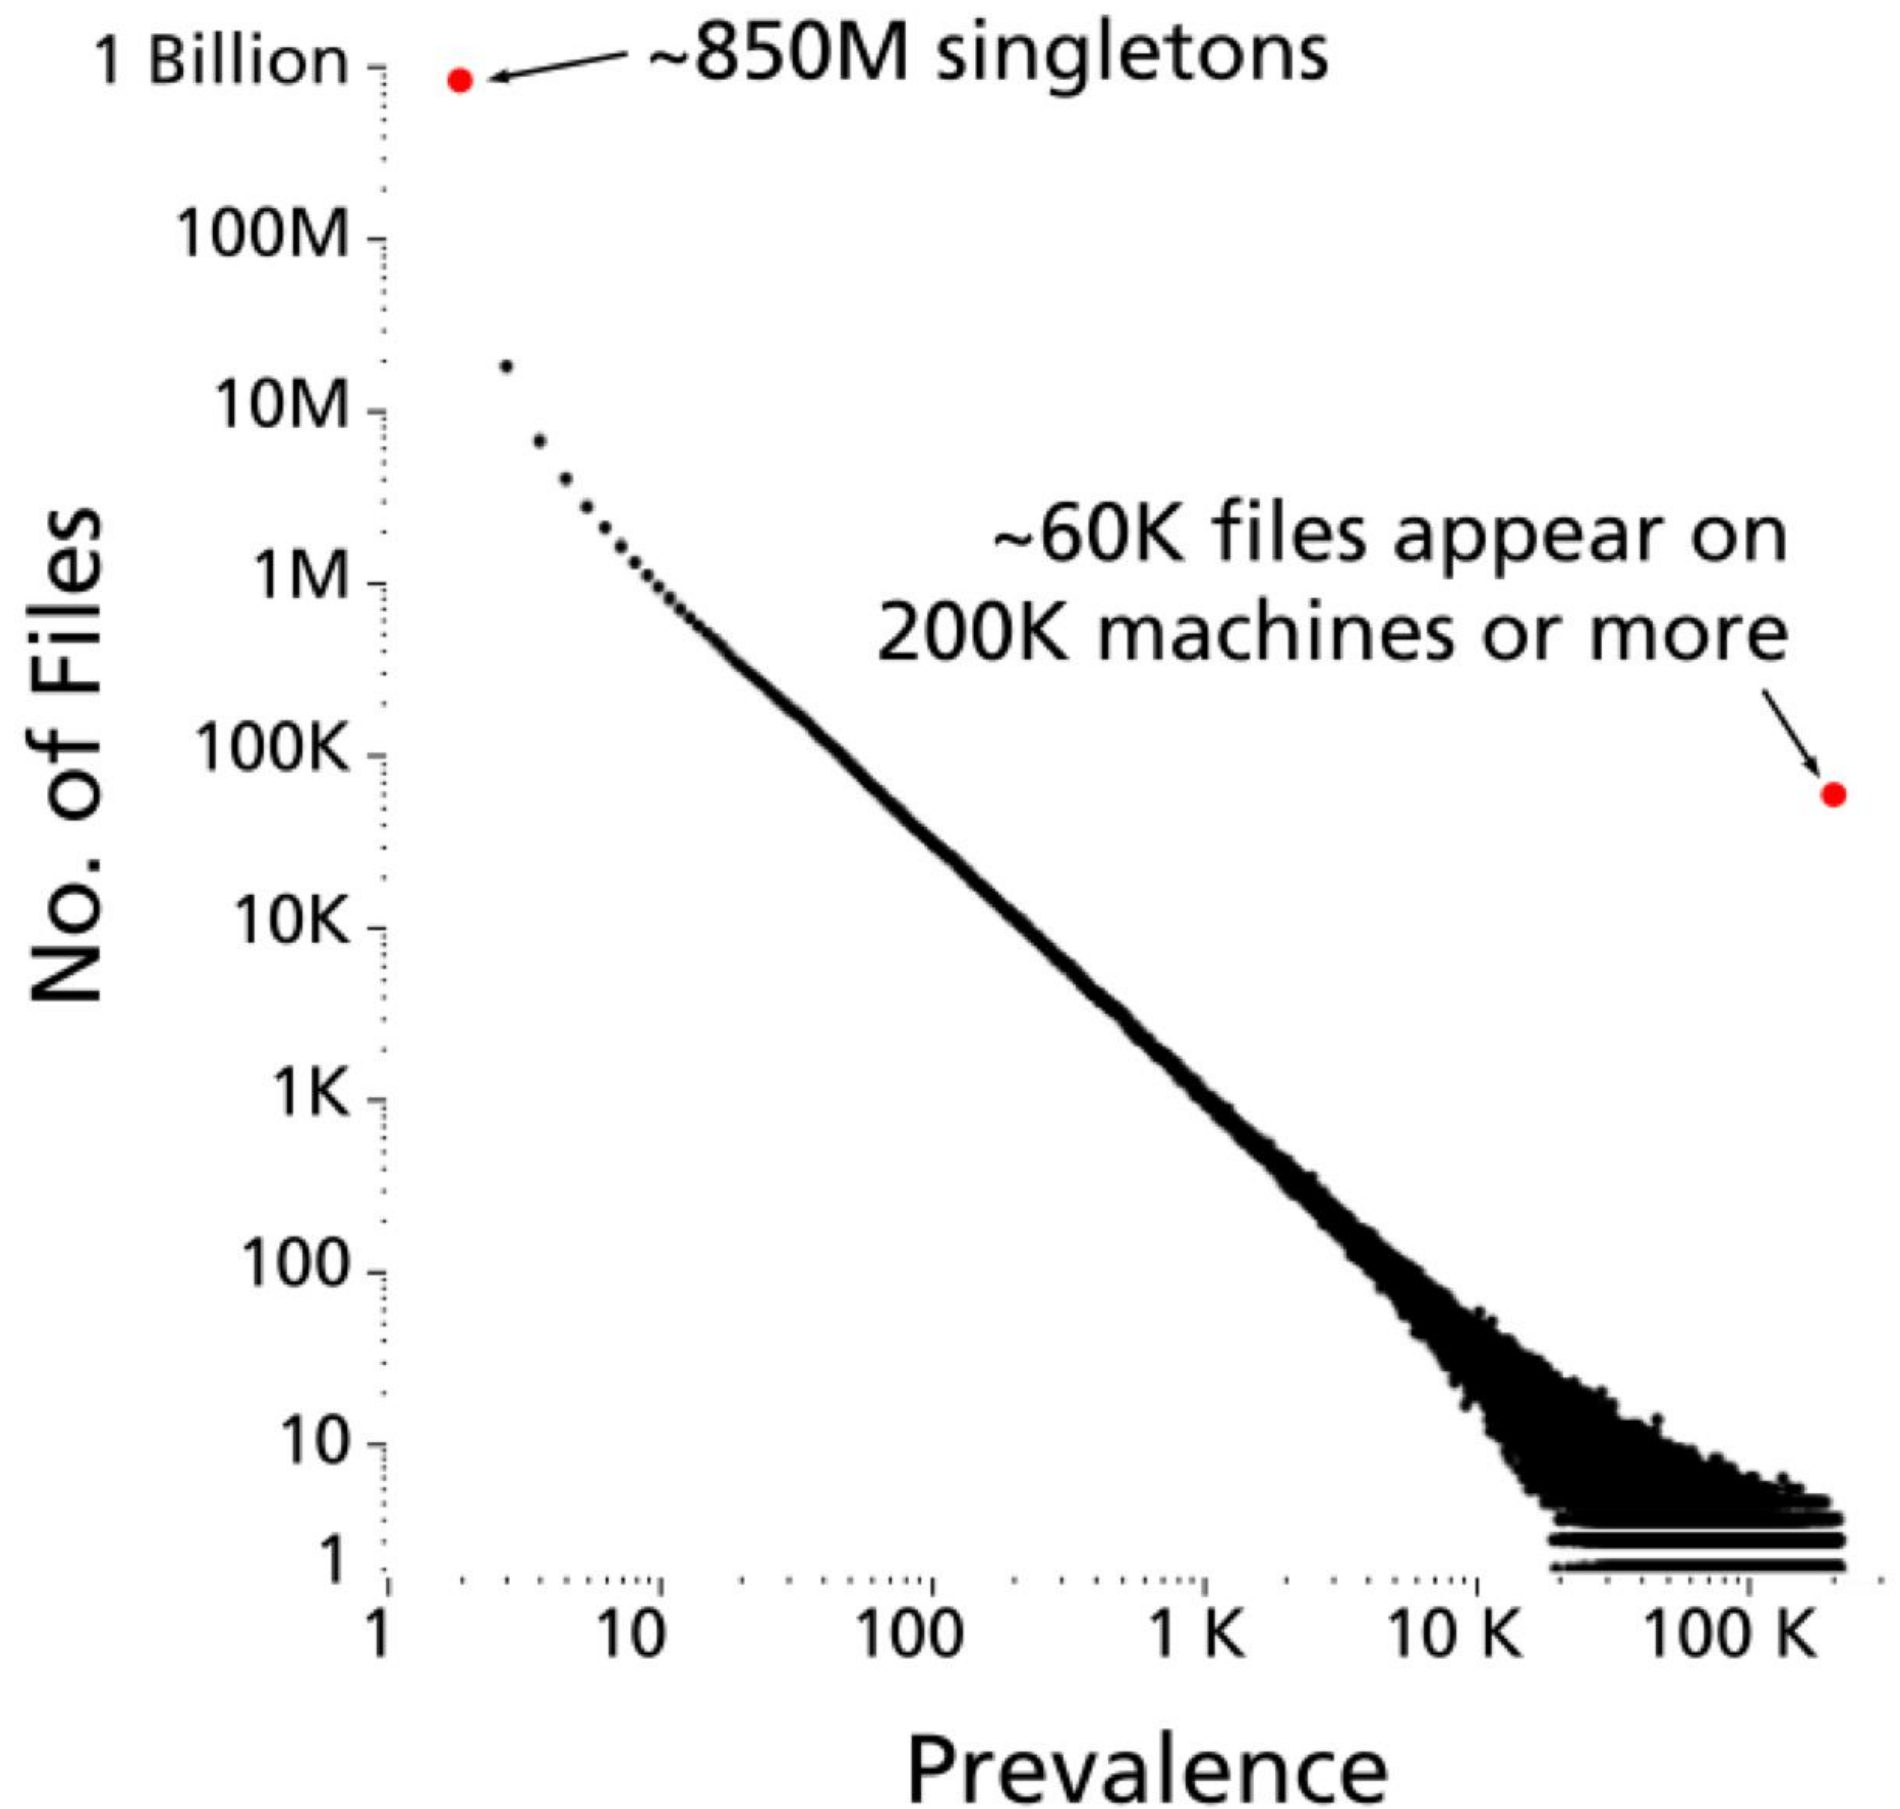 1 Billion
~850M singletons
100M
10M
~60K files appear on
200K machines or more
1M
100K
10K
1K
100
10
1
No. of Files
1
10
100
1 K
10 K
100 K
Prevalence